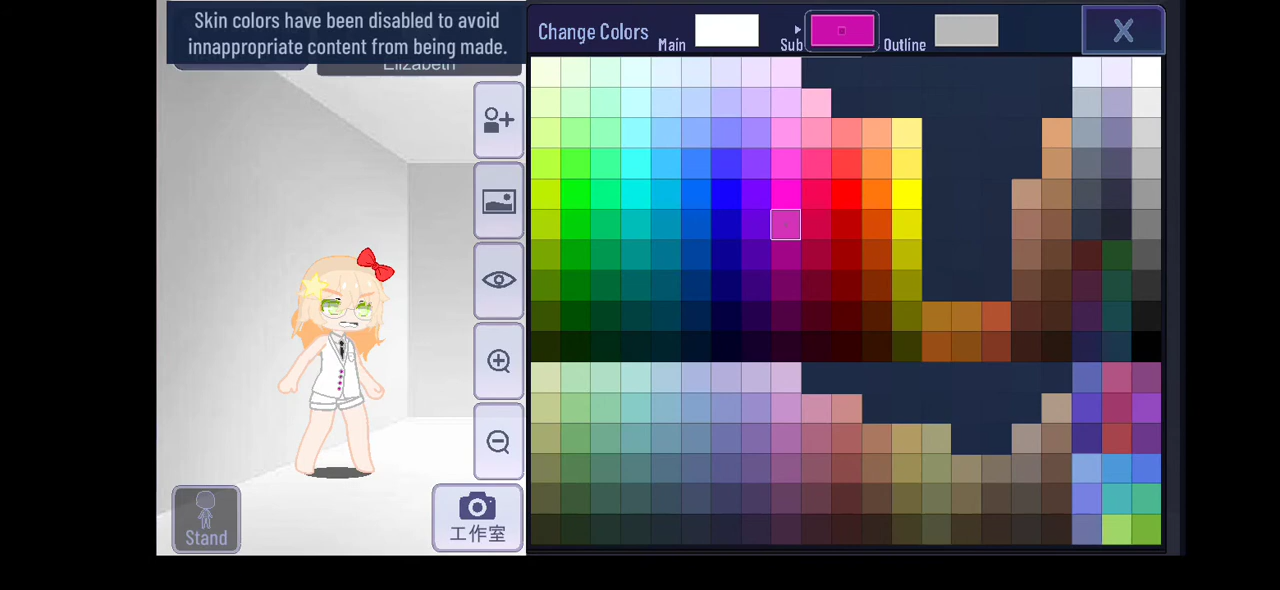 Skin colors have been disabled to avoid
innappropriate content from being made.
Elizabeth
Change Colors
Main
Sub
Outline
X
Stand
工作室